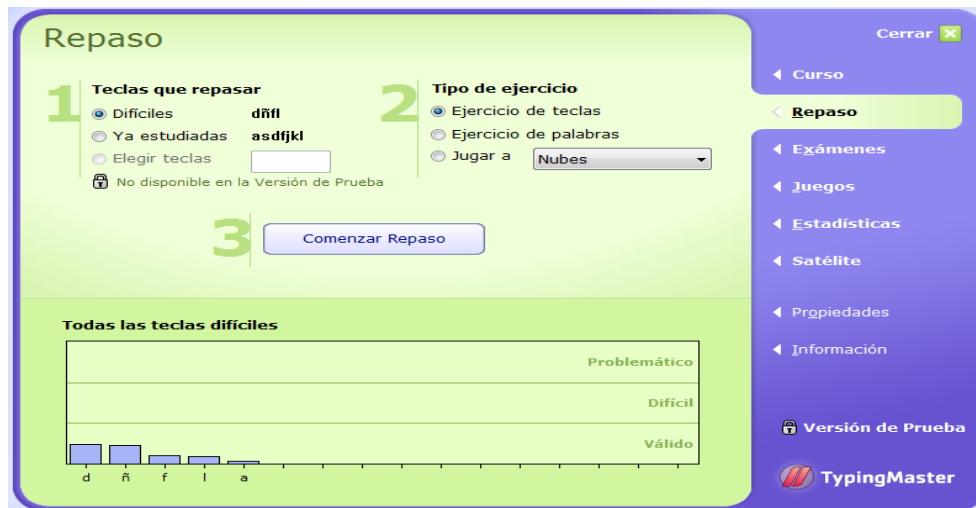 Repaso
1
Teclas que repasar
Difíciles dñfl
Ya estudiadas asdfjkl
Elegir teclas
No disponible en la Versión de Prueba
2
Tipo de ejercicio
Ejercicio de teclas
Ejercicio de palabras
Jugar a Nubes
3
Comenzar Repaso
Todas las teclas difíciles
Problemático
Difícil
Válido
d ñ f l a
Cerrar
Curso
Repaso
Exámenes
Juegos
Estadísticas
Satélite
Propiedades
Información
Versión de Prueba
TypingMaster